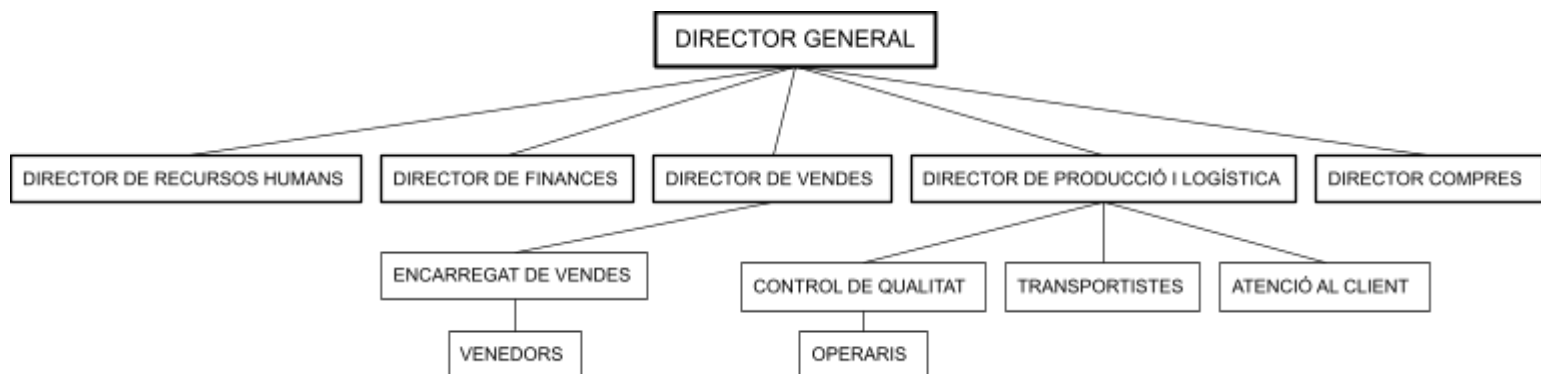 DIRECTOR GENERAL
DIRECTOR DE RECURSOS HUMANS
DIRECTOR DE FINANCES
DIRECTOR DE VENDES
DIRECTOR DE PRODUCCIÓ I LOGÍSTICA
DIRECTOR COMPRES
ENCARREGAT DE VENDES
CONTROL DE QUALITAT
TRANSPORTISTES
ATENCIÓ AL CLIENT
VENEDORS
OPERARIS